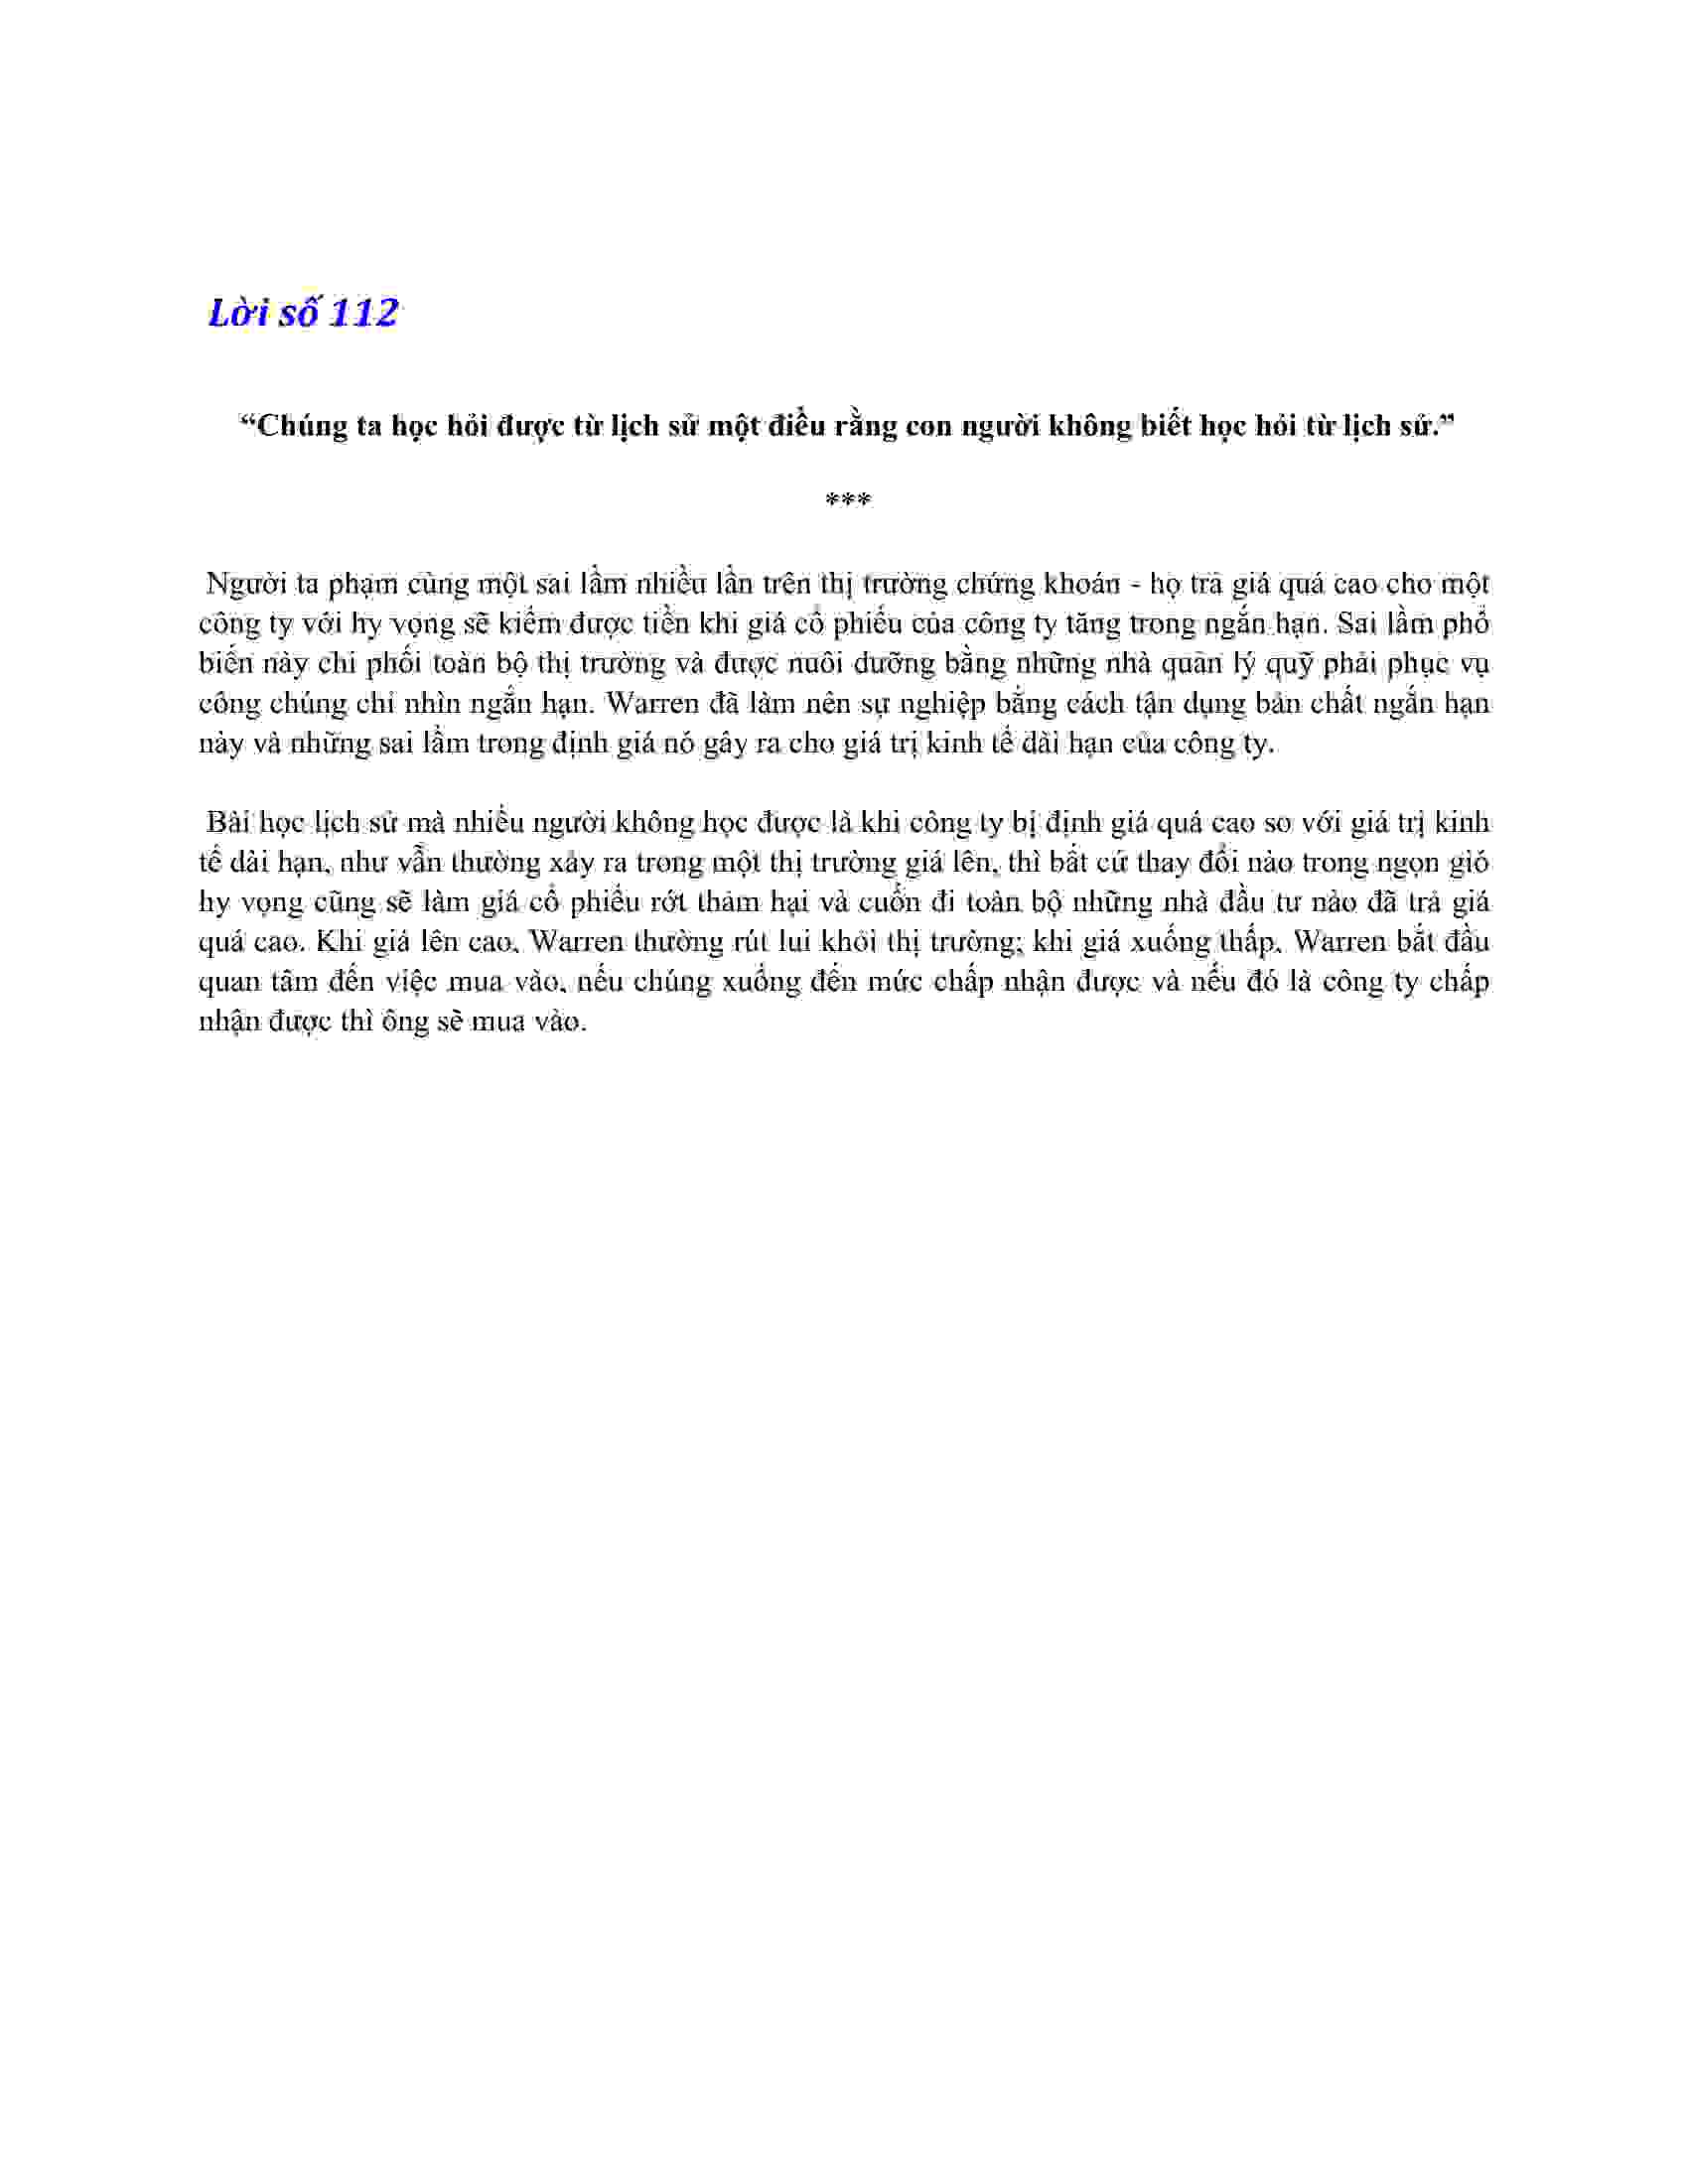 Lời số 112
“Chúng ta học hỏi được từ lịch sử một điều rằng con người không biết học hỏi từ lịch sử.”
***
Người ta phạm cùng một sai lầm nhiều lần trên thị trường chứng khoán - họ trả giá quá cao cho một
công ty với hy vọng sẽ kiếm được tiền khi giá cổ phiếu của công ty tăng trong ngắn hạn. Sai lầm phổ
biến này chi phối toàn bộ thị trường và được nuôi dưỡng bằng những nhà quản lý quỹ phải phục vụ
công chúng chỉ nhìn ngắn hạn. Warren đã làm nên sự nghiệp bằng cách tận dụng bản chất ngắn hạn
này và những sai lầm trong định giá nó gây ra cho giá trị kinh tế dài hạn của công ty.
Bài học lịch sử mà nhiều người không học được là khi công ty bị định giá quá cao so với giá trị kinh
tế dài hạn, như vẫn thường xảy ra trong một thị trường giá lên, thì bất cứ thay đổi nào trong ngọn gió
hy vọng cũng sẽ làm giá cổ phiếu rớt thảm hại và cuốn đi toàn bộ những nhà đầu tư nào đã trả giá
quá cao. Khi giá lên cao, Warren thường rút lui khỏi thị trường; khi giá xuống thấp, Warren bắt đầu
quan tâm đến việc mua vào, nếu chúng xuống đến mức chấp nhận được và nếu đó là công ty chấp
nhận được thì ông sẽ mua vào.